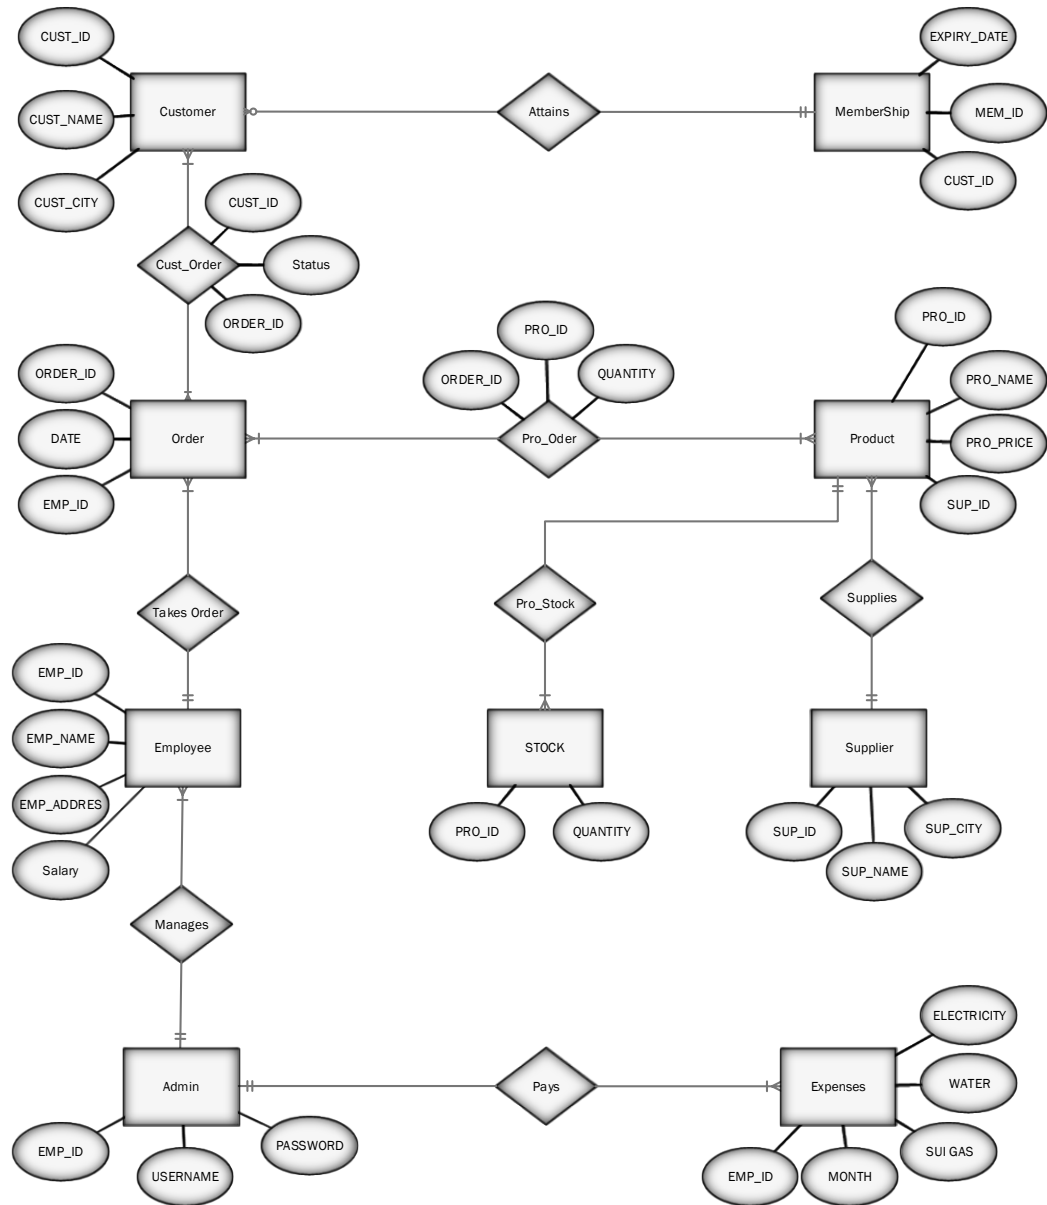 CUST_ID
EXPIRY_DATE
Customer
Attains
MemberShip
MEM_ID
CUST_NAME
CUST_ID
CUST_CITY
CUST_ID
Cust_Order
Status
ORDER_ID
PRO_ID
PRO_ID
ORDER_ID
ORDER_ID
QUANTITY
PRO_NAME
DATE
Order
Pro_Oder
Product
PRO_PRICE
EMP_ID
SUP_ID
Takes Order
Pro_Stock
Supplies
EMP_ID
EMP_NAME
Employee
STOCK
Supplier
EMP_ADDRES
PRO_ID
QUANTITY
SUP_ID
SUP_CITY
Salary
SUP_NAME
Manages
ELECTRICITY
Admin
Pays
Expenses
WATER
EMP_ID
PASSWORD
SUI GAS
USERNAME
EMP_ID
MONTH